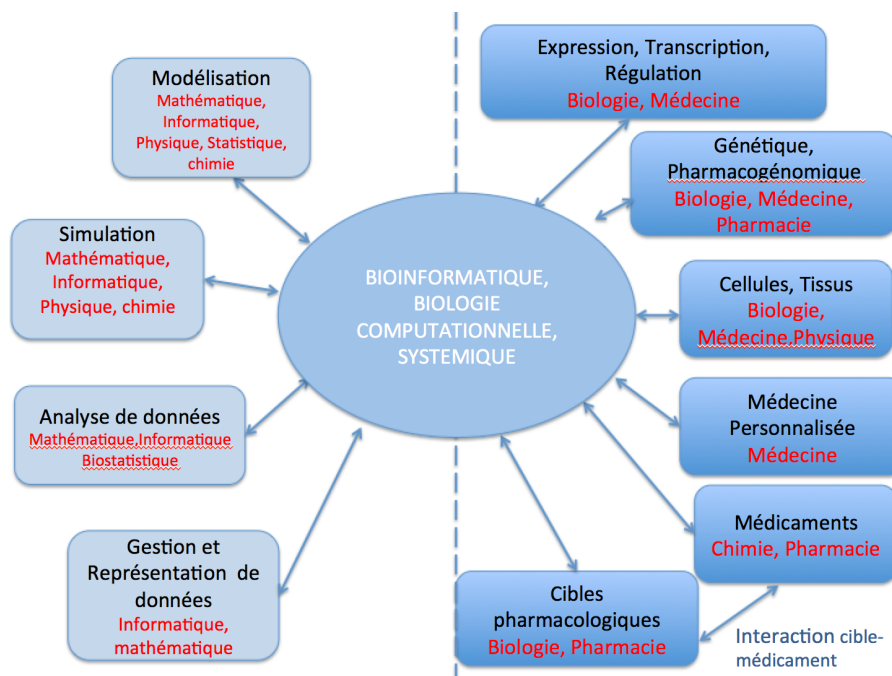 Modélisation
Mathématique,
Informatique,
Physique, Statistique,
chimie
Simulation
Mathématique,
Informatique,
Physique, chimie
Analyse de données
Mathématique,Informatique
Biostatistique
Gestion et
Représentation de
données
Informatique,
mathématique
BIOINFORMATIQUE,
BIOLOGIE
COMPUTATIONNELLE,
SYSTEMIQUE
Expression, Transcription,
Régulation
Biologie, Médecine
Génétique,
Pharmacogénomique
Biologie, Médecine,
Pharmacie
Cellules, Tissus
Biologie,
Médecine,Physique
Médecine
Personnalisée
Médecine
Médicaments
Chimie, Pharmacie
Cibles
pharmacologiques
Biologie, Pharmacie
Interaction cible-
médicament